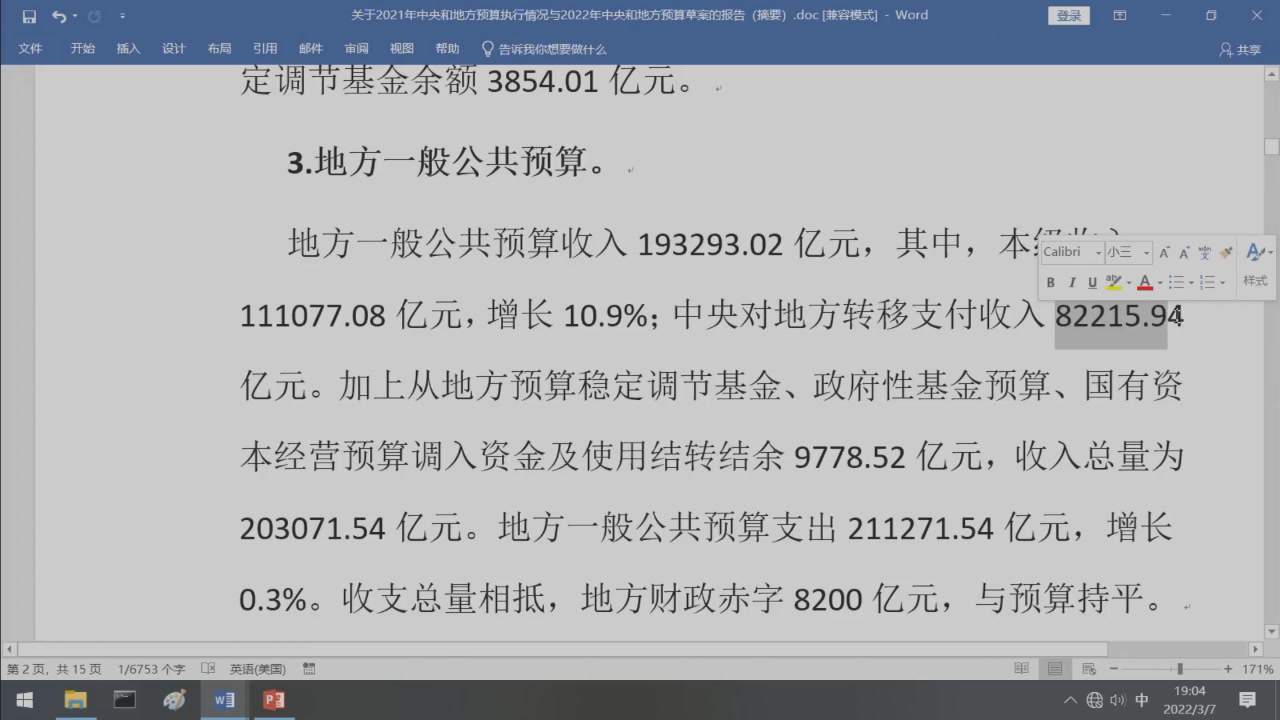 关于2021年中央和地方预算执行情况与2022年中央和地方预算草案的报告（摘要）.doc [兼容模式] - Word
登录
文件 开始 插入 设计 布局 引用 邮件 审阅 视图 帮助 告诉我你想要做什么 共享
定调节基金余额 3854.01 亿元。
3.地方一般公共预算。
地方一般公共预算收入 193293.02 亿元，其中，本级收入
Calibri 小三
B I U A 样式
111077.08 亿元，增长 10.9%；中央对地方转移支付收入 82215.94
亿元。加上从地方预算稳定调节基金、政府性基金预算、国有资
本经营预算调入资金及使用结转结余 9778.52 亿元，收入总量为
203071.54 亿元。地方一般公共预算支出 211271.54 亿元，增长
0.3%。收支总量相抵，地方财政赤字 8200 亿元，与预算持平。
第 2 页，共 15 页 1/6753 个字 英语(美国) 171%
中 19:04
2022/3/7